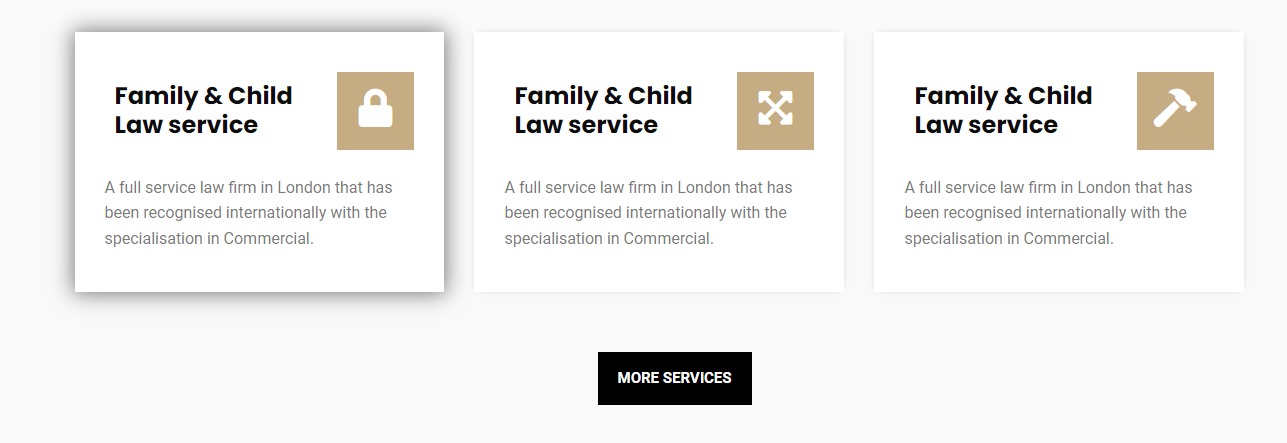 Family & Child
Law service
A full service law firm in London that has
been recognised internationally with the
specialisation in Commercial.
Family & Child
Law service
A full service law firm in London that has
been recognised internationally with the
specialisation in Commercial.
Family & Child
Law service
A full service law firm in London that has
been recognised internationally with the
specialisation in Commercial.
MORE SERVICES